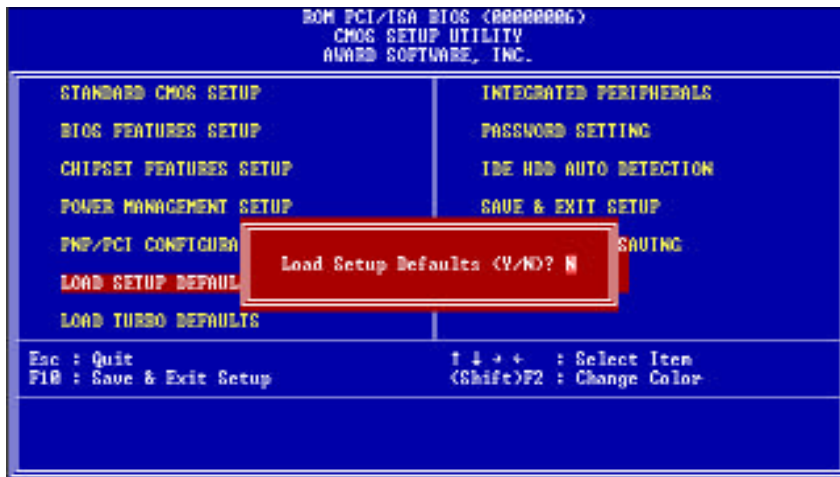 ROM PCI/ISA BIOS (00000006)
CMOS SETUP UTILITY
AWARD SOFTWARE, INC.
STANDARD CMOS SETUP
BIOS FEATURES SETUP
CHIPSET FEATURES SETUP
POWER MANAGEMENT SETUP
PNP/PCI CONFIGURA
LOAD SETUP DEFAUL
LOAD TURBO DEFAULTS
INTEGRATED PERIPHERALS
PASSWORD SETTING
IDE HDD AUTO DETECTION
SAVE & EXIT SETUP
SAVING
Load Setup Defaults (Y/N)? N
Esc : Quit
F10 : Save & Exit Setup
↑ ↓ → ← : Select Item
(Shift)F2 : Change Color